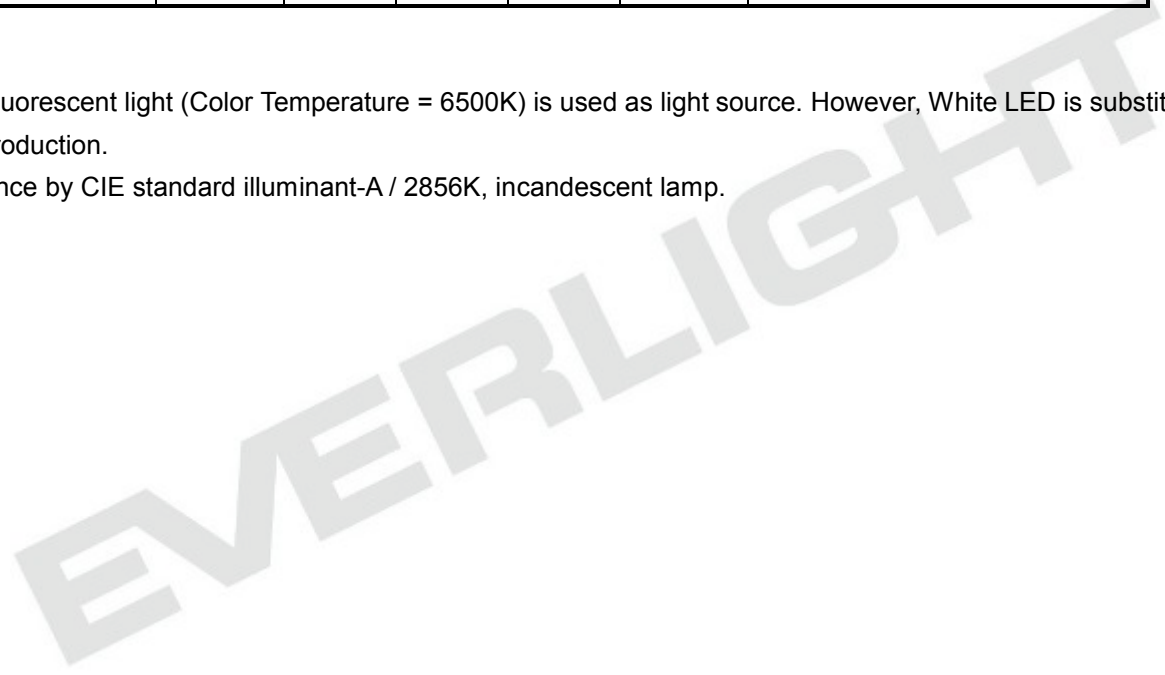 uorescent light (Color Temperature = 6500K) is used as light source. However, White LED is substit
roduction.
nce by CIE standard illuminant-A / 2856K, incandescent lamp.
EVERLIGHT